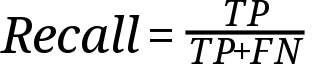 Recall = TP / TP+FN